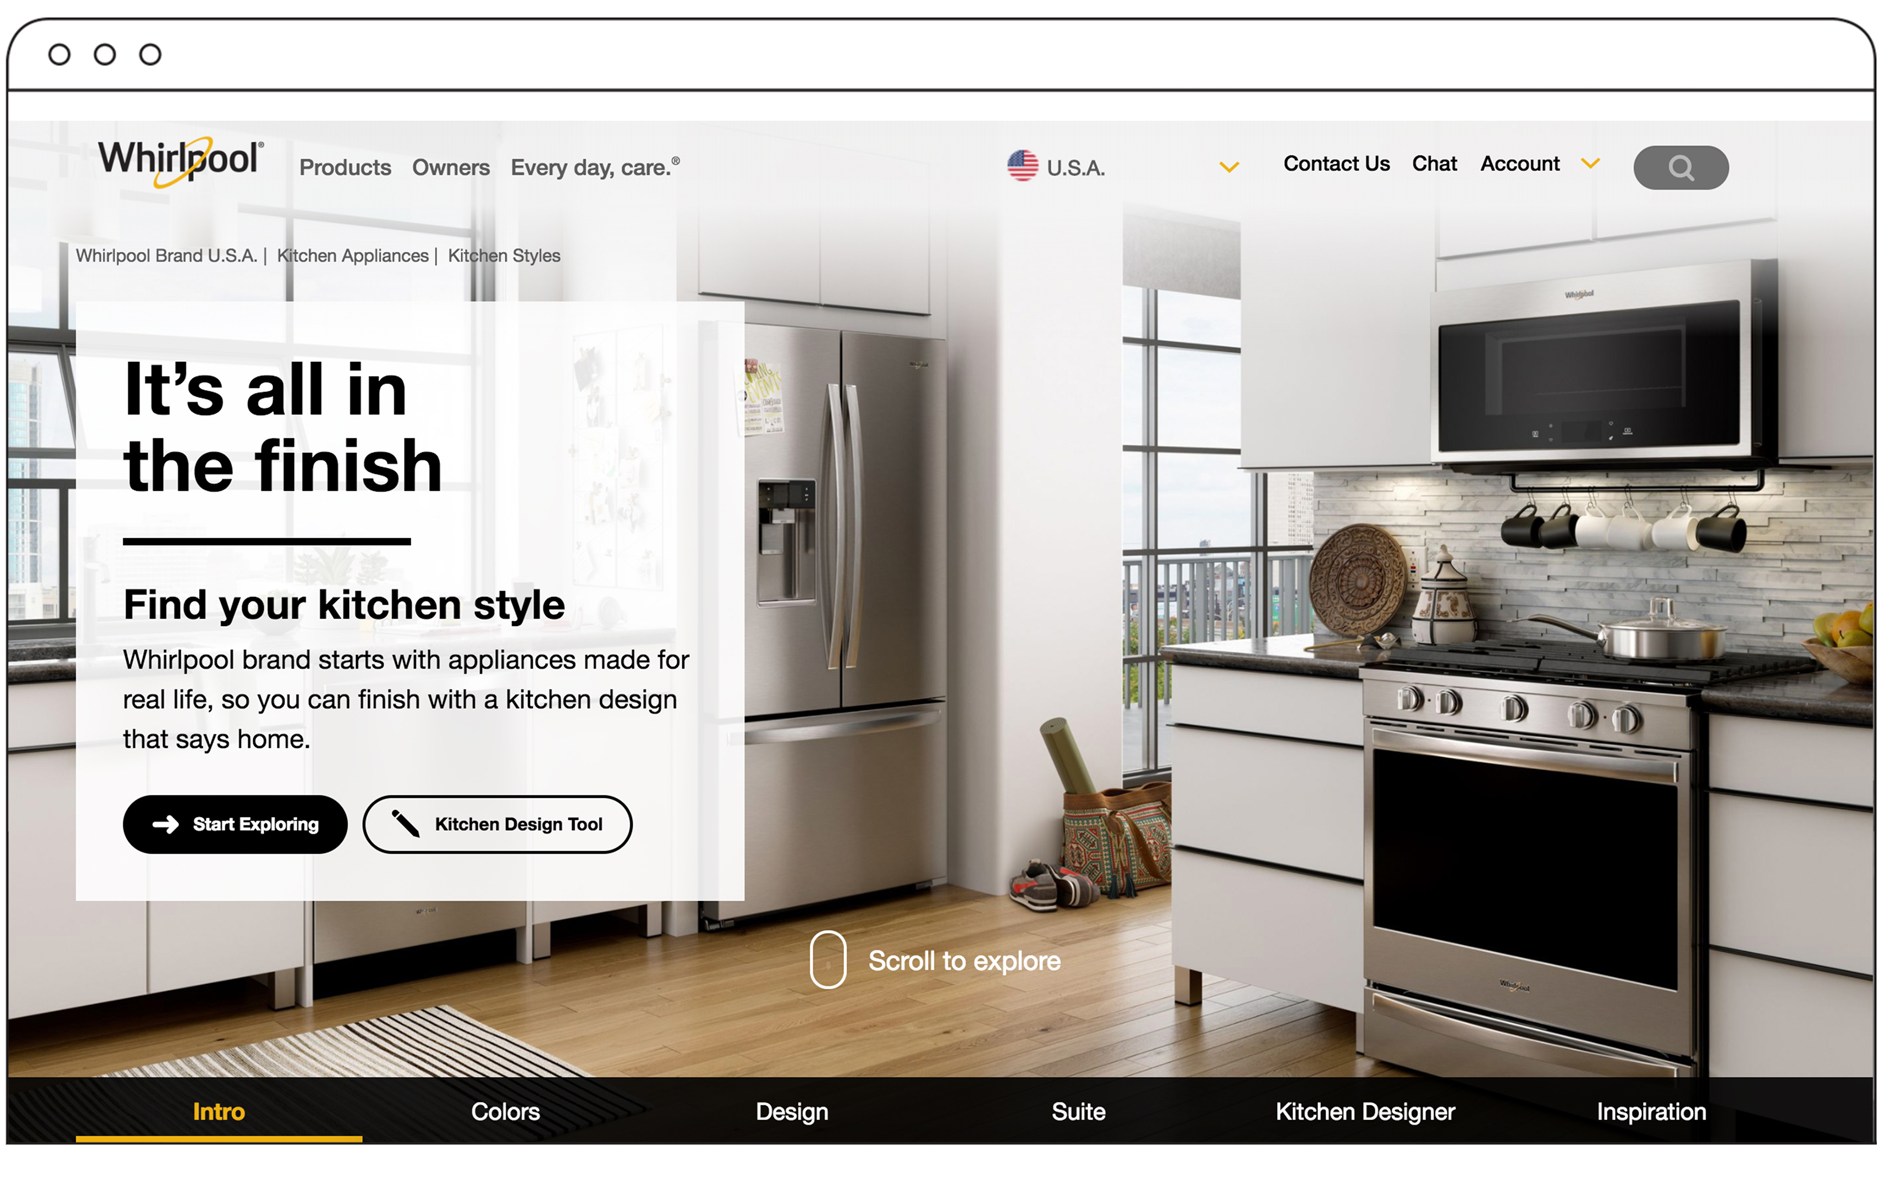 Whirlpool®
Products Owners Every day, care.®
U.S.A.
Contact Us Chat Account
Whirlpool Brand U.S.A. | Kitchen Appliances | Kitchen Styles
It’s all in
the finish
Find your kitchen style
Whirlpool brand starts with appliances made for
real life, so you can finish with a kitchen design
that says home.
Start Exploring
Kitchen Design Tool
Whirlpool
Whirlpool
Scroll to explore
Intro Colors Design Suite Kitchen Designer Inspiration